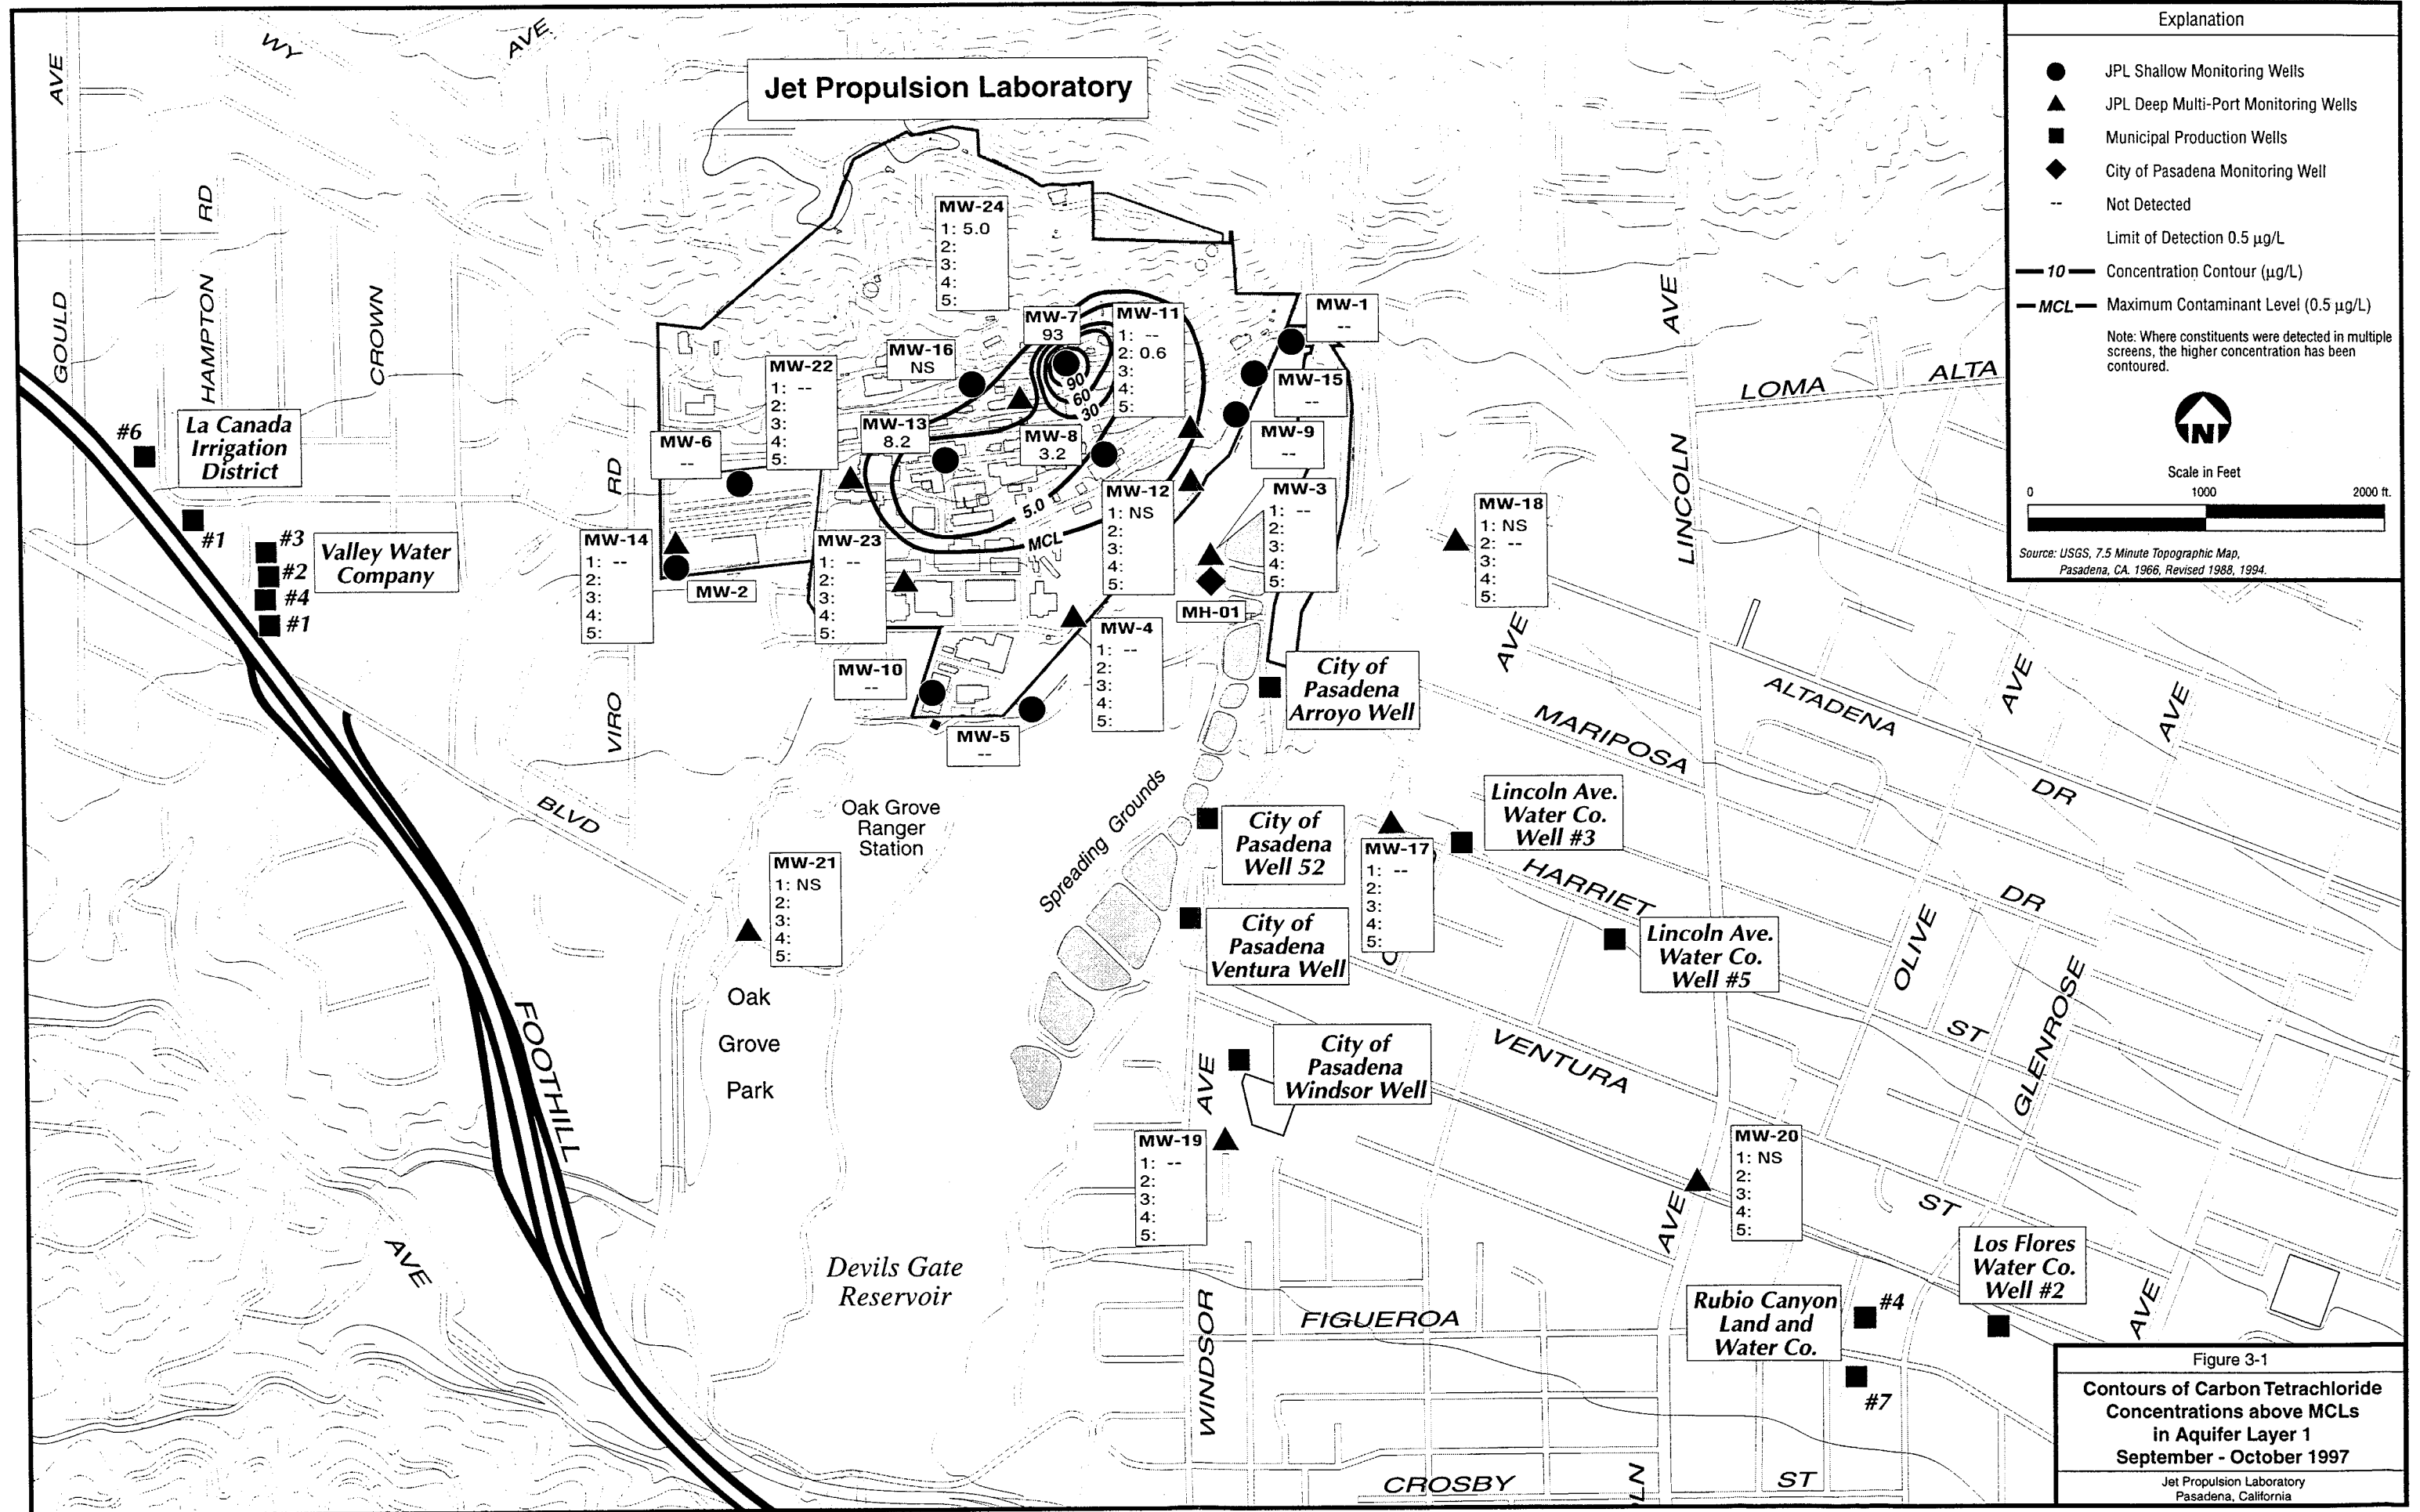 Jet Propulsion Laboratory
Explanation
JPL Shallow Monitoring Wells
JPL Deep Multi-Port Monitoring Wells
Municipal Production Wells
City of Pasadena Monitoring Well
-- Not Detected
Limit of Detection 0.5 µg/L
10 Concentration Contour (µg/L)
MCL Maximum Contaminant Level (0.5 µg/L)
Note: Where constituents were detected in multiple
screens, the higher concentration has been
contoured.
N
Scale in Feet
0 1000 2000 ft.
Source: USGS, 7.5 Minute Topographic Map,
Pasadena, CA. 1966, Revised 1988, 1994.
WY
AVE
AVE
GOULD
HAMPTON
RD
CROWN
#6
La Canada
Irrigation
District
#1
#3
#2
#4
#1
Valley Water
Company
RD
VIRO
MW-24
1: 5.0
2:
3:
4:
5:
MW-7
93
MW-11
1: --
2: 0.6
3:
4:
5:
MW-1
--
MW-16
NS
MW-22
1: --
2:
3:
4:
5:
MW-15
--
MW-13
8.2
MW-8
3.2
MW-9
--
MW-6
--
90
60
30
5.0
MCL
MW-12
1: NS
2:
3:
4:
5:
MW-3
1: --
2:
3:
4:
5:
MW-18
1: NS
2: --
3:
4:
5:
MW-14
1: --
2:
3:
4:
5:
MW-2
MW-23
1: --
2:
3:
4:
5:
MH-01
MW-4
1: --
2:
3:
4:
5:
MW-10
--
MW-5
--
City of
Pasadena
Arroyo Well
AVE
LINCOLN
LOMA ALTA
AVE
ALTADENA
DR
AVE
AVE
MARIPOSA
DR
BLVD
Oak Grove
Ranger
Station
Spreading Grounds
City of
Pasadena
Well 52
MW-17
1: --
2:
3:
4:
5:
Lincoln Ave.
Water Co.
Well #3
HARRIET
ST
MW-21
1: NS
2:
3:
4:
5:
City of
Pasadena
Ventura Well
Lincoln Ave.
Water Co.
Well #5
OLIVE
GLENROSE
Oak
Grove
Park
FOOTHILL
City of
Pasadena
Windsor Well
VENTURA
ST
AVE
MW-19
1: --
2:
3:
4:
5:
MW-20
1: NS
2:
3:
4:
5:
AVE
AVE
Devils Gate
Reservoir
WINDSOR
FIGUEROA
Rubio Canyon
Land and
Water Co.
#4
#7
Los Flores
Water Co.
Well #2
AVE
CROSBY
LN
ST
Figure 3-1
Contours of Carbon Tetrachloride
Concentrations above MCLs
in Aquifer Layer 1
September - October 1997
Jet Propulsion Laboratory
Pasadena, California